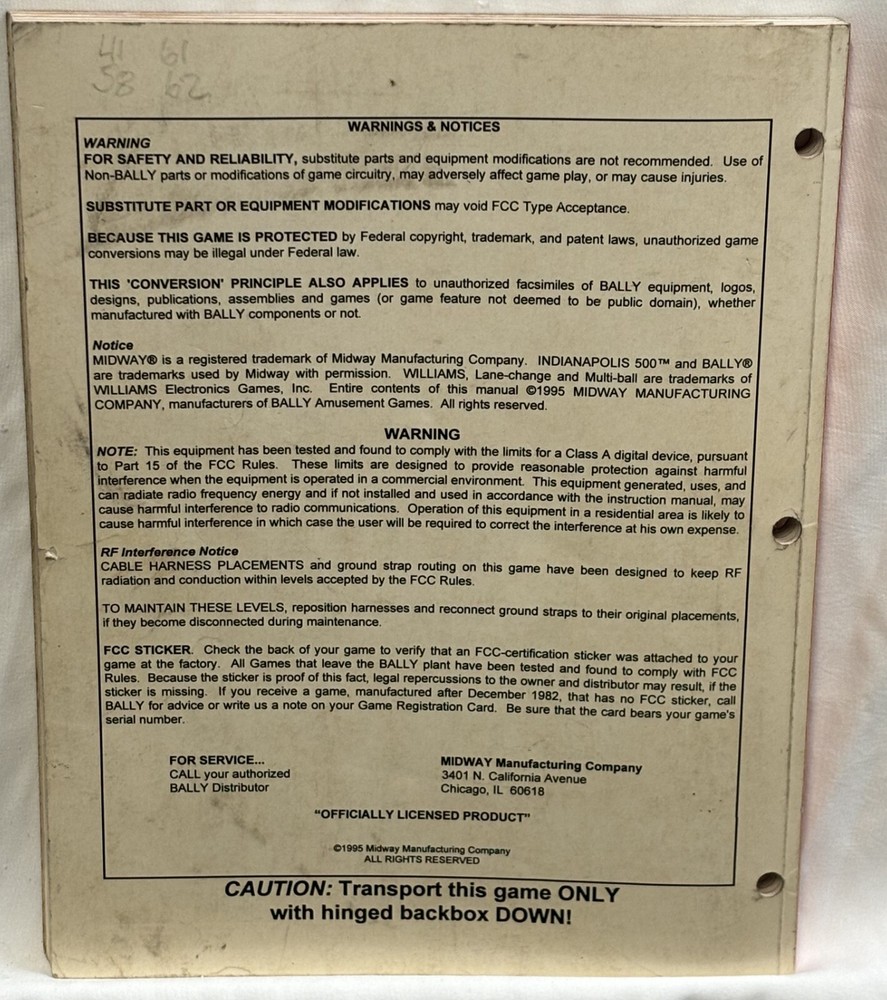 41 61
58 62
WARNINGS & NOTICES
WARNING
FOR SAFETY AND RELIABILITY, substitute parts and equipment modifications are not recommended. Use of
Non-BALLY parts or modifications of game circuitry, may adversely affect game play, or may cause injuries.
SUBSTITUTE PART OR EQUIPMENT MODIFICATIONS may void FCC Type Acceptance.
BECAUSE THIS GAME IS PROTECTED by Federal copyright, trademark, and patent laws, unauthorized game
conversions may be illegal under Federal law.
THIS 'CONVERSION' PRINCIPLE ALSO APPLIES to unauthorized facsimiles of BALLY equipment, logos,
designs, publications, assemblies and games (or game feature not deemed to be public domain), whether
manufactured with BALLY components or not.
Notice
MIDWAY® is a registered trademark of Midway Manufacturing Company. INDIANAPOLIS 500™ and BALLY®
are trademarks used by Midway with permission. WILLIAMS, Lane-change and Multi-ball are trademarks of
WILLIAMS Electronics Games, Inc. Entire contents of this manual ©1995 MIDWAY MANUFACTURING
COMPANY, manufacturers of BALLY Amusement Games. All rights reserved.
WARNING
NOTE: This equipment has been tested and found to comply with the limits for a Class A digital device, pursuant
to Part 15 of the FCC Rules. These limits are designed to provide reasonable protection against harmful
interference when the equipment is operated in a commercial environment. This equipment generated, uses, and
can radiate radio frequency energy and if not installed and used in accordance with the instruction manual, may
cause harmful interference to radio communications. Operation of this equipment in a residential area is likely to
cause harmful interference in which case the user will be required to correct the interference at his own expense.
RF Interference Notice
CABLE HARNESS PLACEMENTS and ground strap routing on this game have been designed to keep RF
radiation and conduction within levels accepted by the FCC Rules.
TO MAINTAIN THESE LEVELS, reposition harnesses and reconnect ground straps to their original placements,
if they become disconnected during maintenance.
FCC STICKER. Check the back of your game to verify that an FCC-certification sticker was attached to your
game at the factory. All Games that leave the BALLY plant have been tested and found to comply with FCC
Rules. Because the sticker is proof of this fact, legal repercussions to the owner and distributor may result, if the
sticker is missing. If you receive a game, manufactured after December 1982, that has no FCC sticker, call
BALLY for advice or write us a note on your Game Registration Card. Be sure that the card bears your game's
serial number.
FOR SERVICE...
CALL your authorized
BALLY Distributor
MIDWAY Manufacturing Company
3401 N. California Avenue
Chicago, IL 60618
"OFFICIALLY LICENSED PRODUCT"
©1995 Midway Manufacturing Company
ALL RIGHTS RESERVED
CAUTION: Transport this game ONLY
with hinged backbox DOWN!